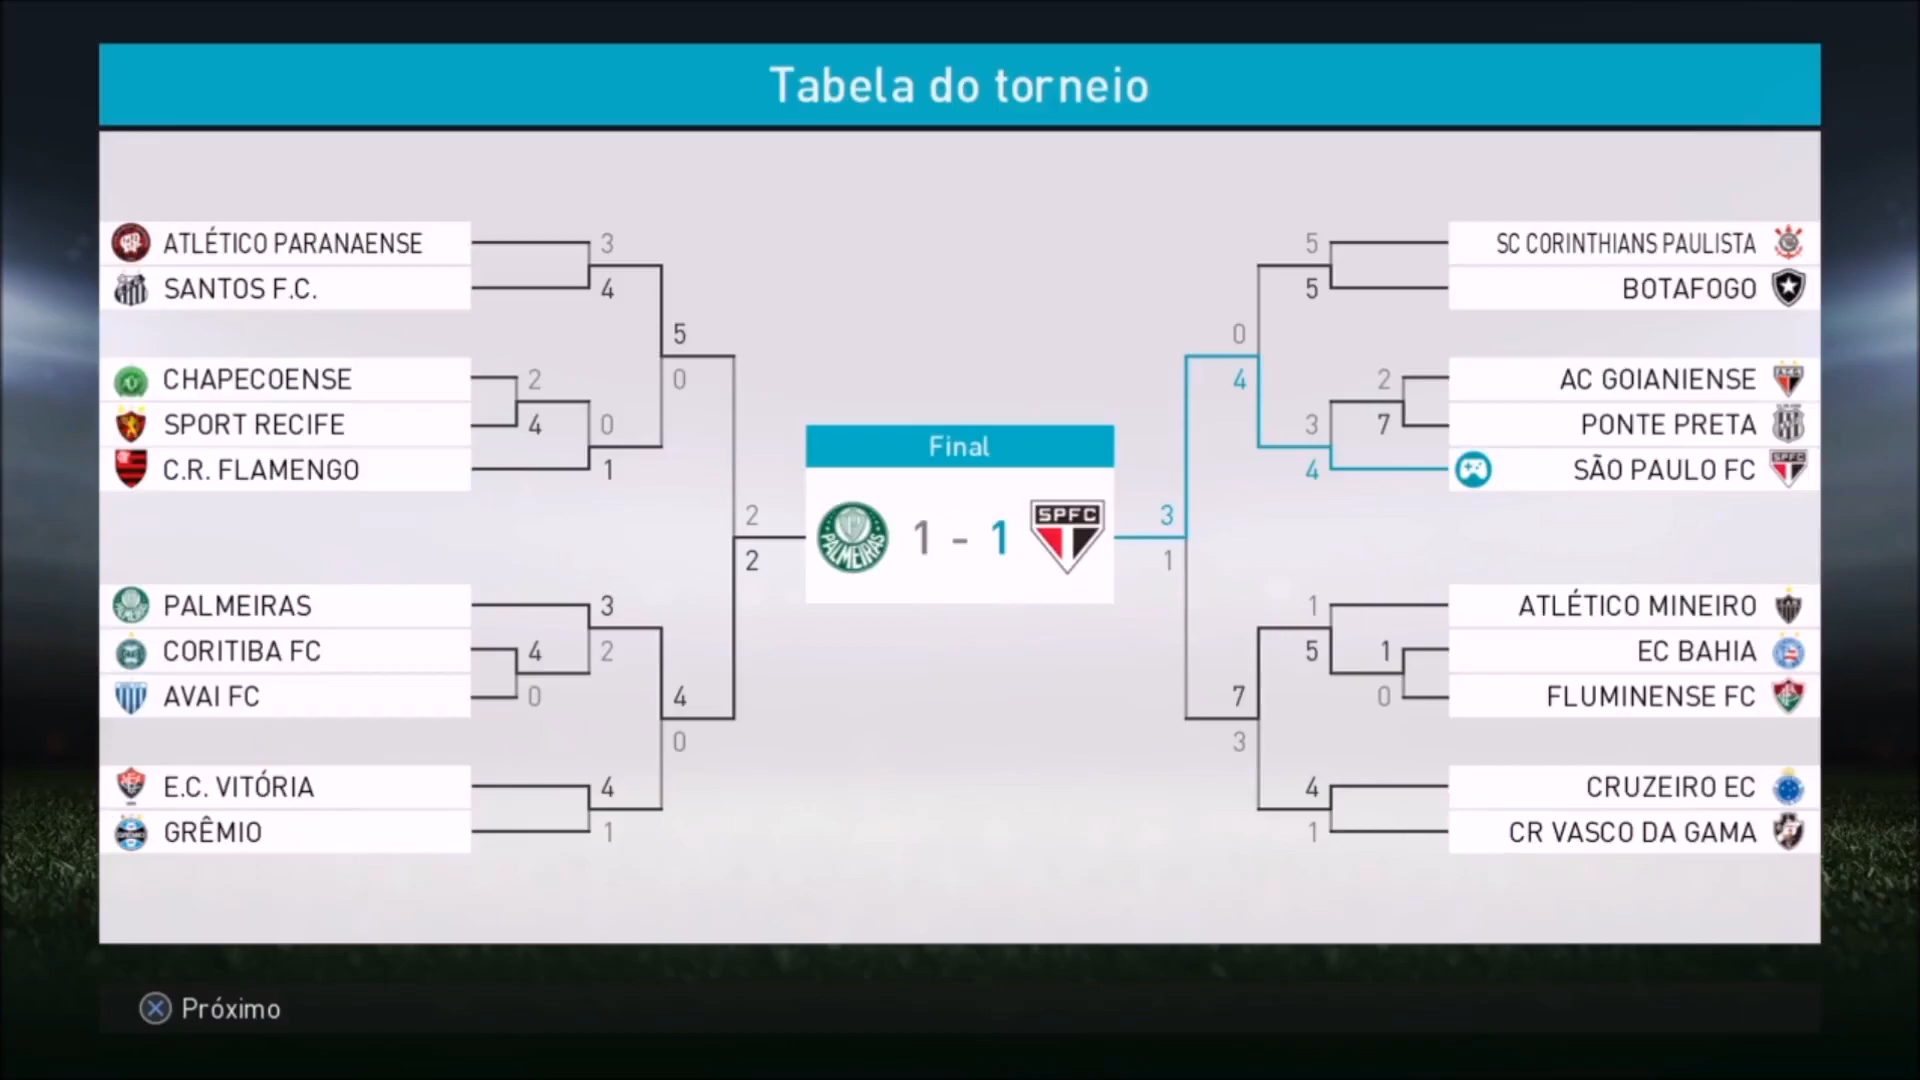 Tabela do torneio
ATLÉTICO PARANAENSE 3
SANTOS F.C. 4
5
0
CHAPECOENSE 2
SPORT RECIFE 4
0
C.R. FLAMENGO 1
2
2
PALMEIRAS 3
CORITIBA FC 4 2
AVAI FC 0
4
0
E.C. VITÓRIA 4
GRÊMIO 1
Final
PALMEIRAS 1 - 1 SPFC
5 SC CORINTHIANS PAULISTA
5 BOTAFOGO
0
4
2 AC GOIANIENSE
3 7 PONTE PRETA
4 SÃO PAULO FC SPFC
3
1
1 ATLÉTICO MINEIRO
5 1 EC BAHIA
0 FLUMINENSE FC
7
3
4 CRUZEIRO EC
1 CR VASCO DA GAMA
Próximo